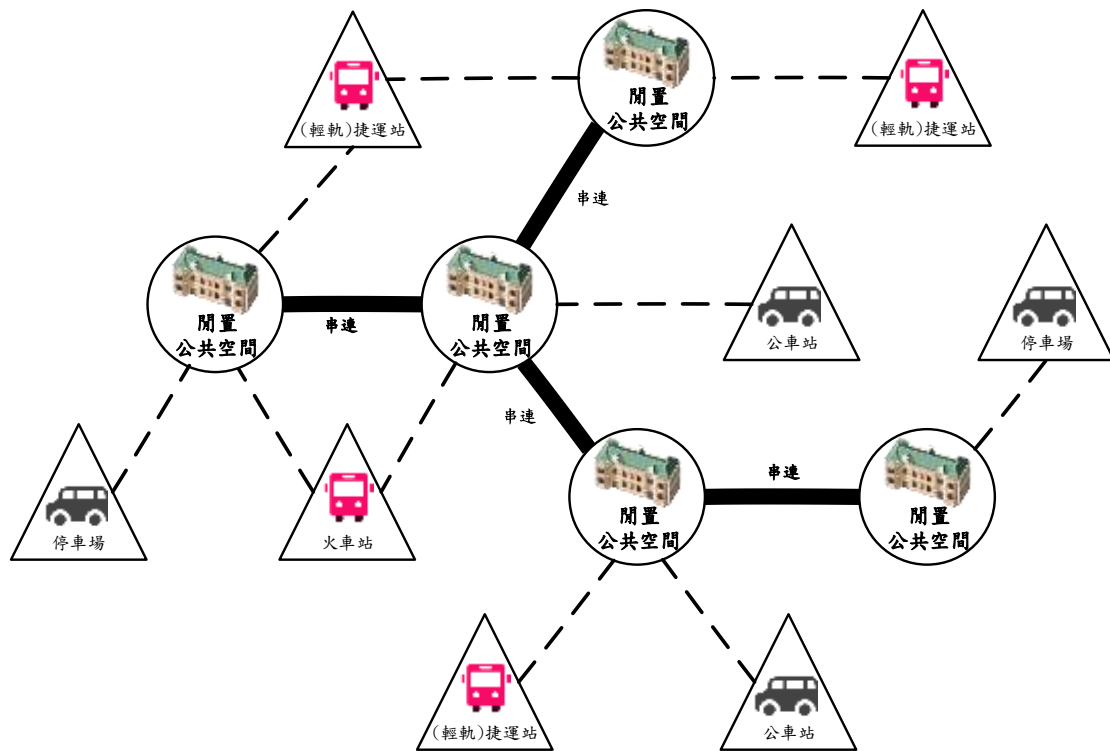 閒置
公共空間
(輕軌)捷運站
(輕軌)捷運站
串連
閒置
公共空間
串連
閒置
公共空間
公車站
停車場
串連
停車場
火車站
閒置
公共空間
串連
閒置
公共空間
(輕軌)捷運站
公車站